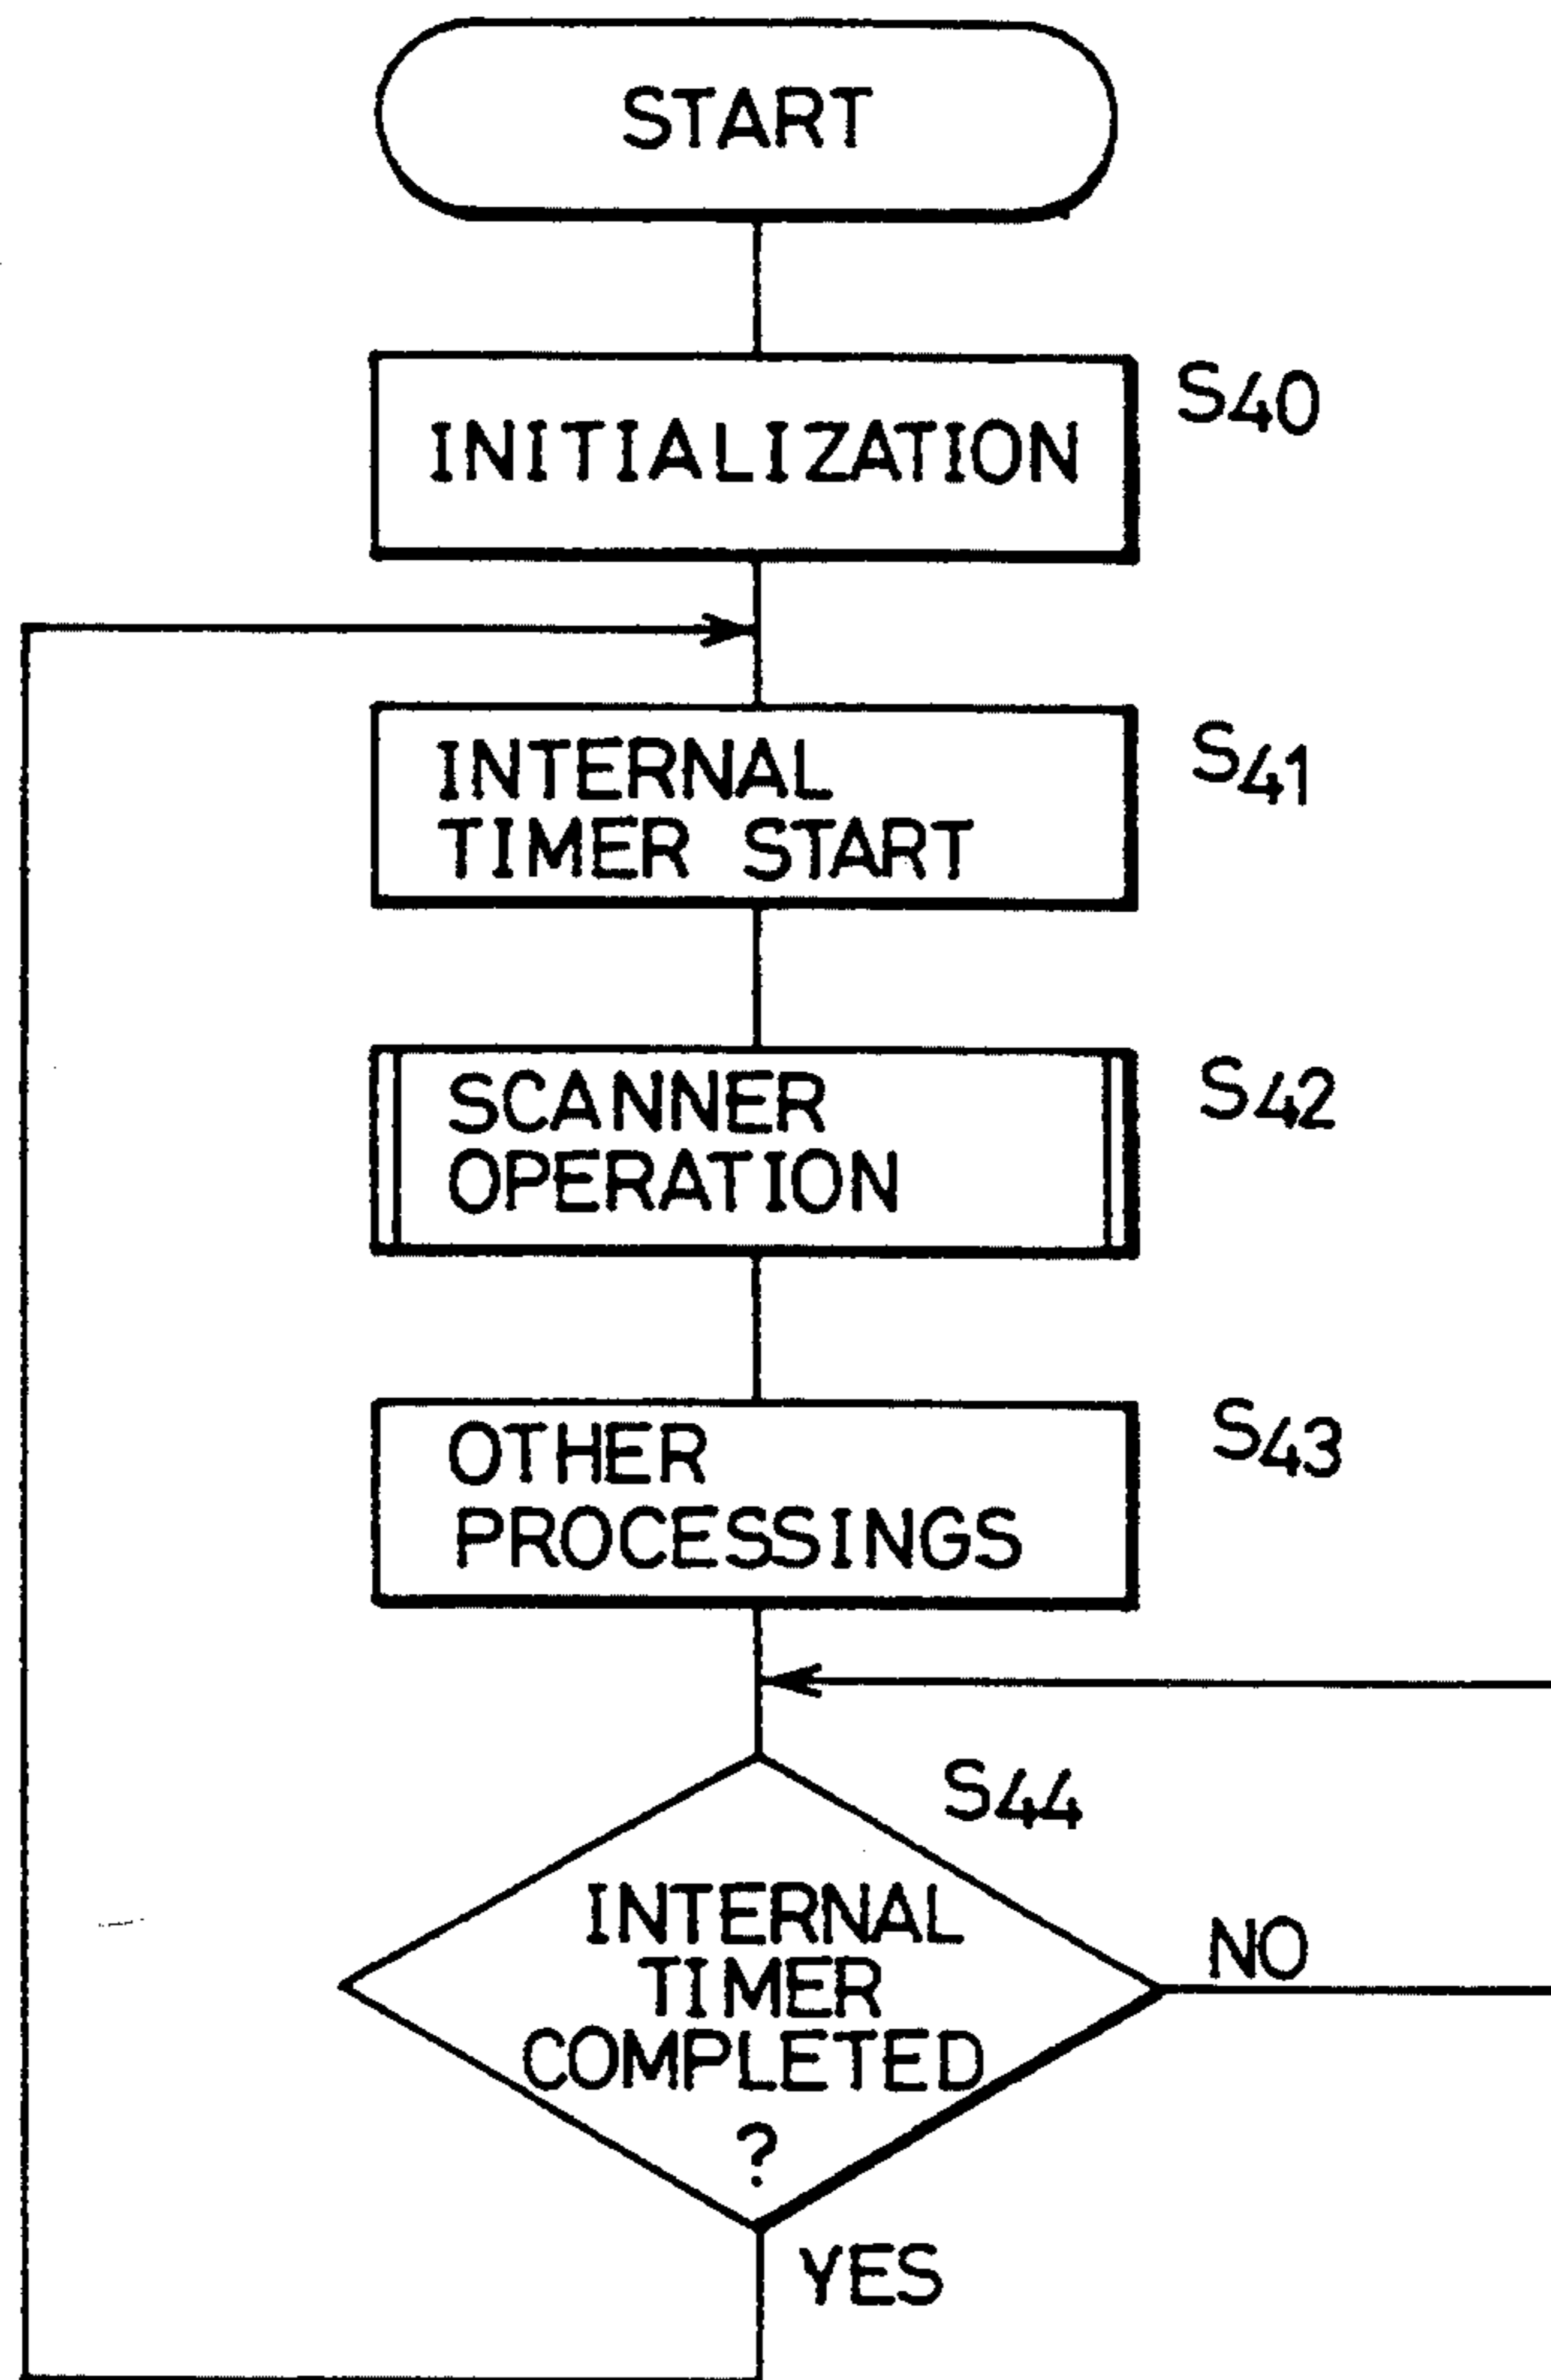 START
INITIALIZATION
S40
INTERNAL
TIMER START
S41
SCANNER
OPERATION
S42
OTHER
PROCESSINGS
S43
S44
INTERNAL
TIMER
COMPLETED
?
NO
YES